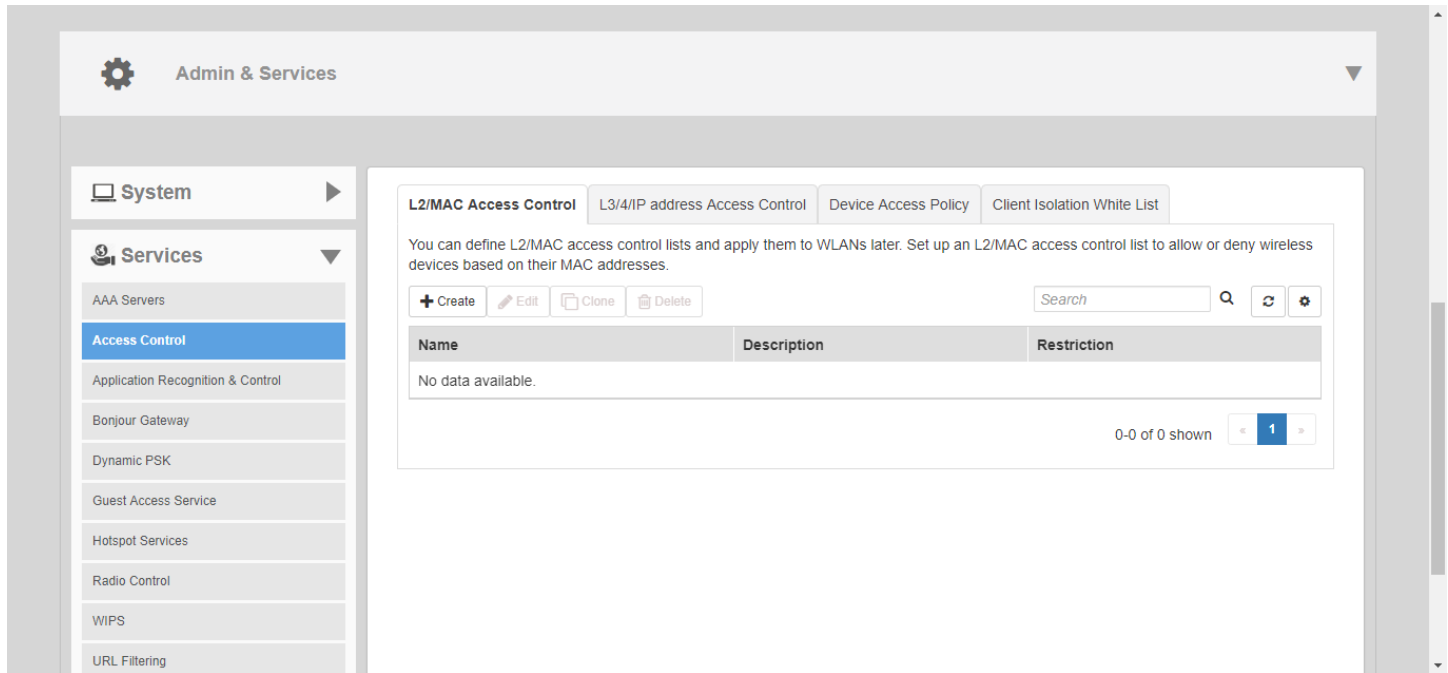 Admin & Services
System
Services
AAA Servers
Access Control
Application Recognition & Control
Bonjour Gateway
Dynamic PSK
Guest Access Service
Hotspot Services
Radio Control
WIPS
URL Filtering
L2/MAC Access Control L3/4/IP address Access Control Device Access Policy Client Isolation White List
You can define L2/MAC access control lists and apply them to WLANs later. Set up an L2/MAC access control list to allow or deny wireless
devices based on their MAC addresses.
Create Edit Clone Delete Search
Name Description Restriction
No data available.
0-0 of 0 shown « 1 »